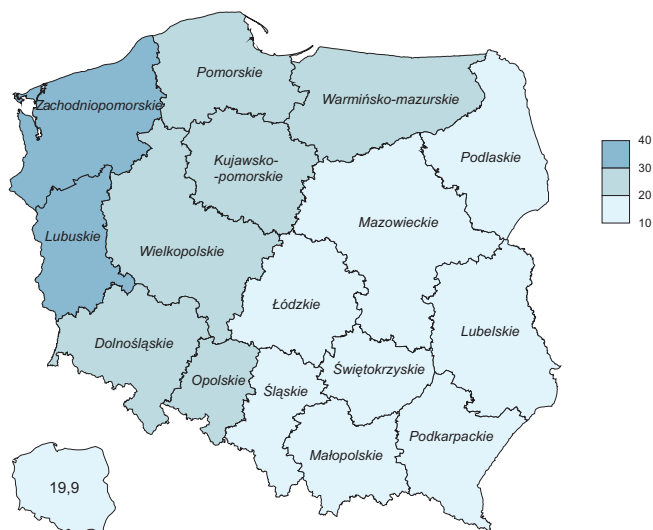 Pomorskie
Warmińsko-mazurskie
Zachodniopomorskie
Podlaskie
Kujawsko-
-pomorskie
Mazowieckie
Lubuskie
Wielkopolskie
Łódzkie
Lubelskie
Dolnośląskie
Opolskie
Śląskie
Świętokrzyskie
Małopolskie
Podkarpackie
19,9
40
30
20
10